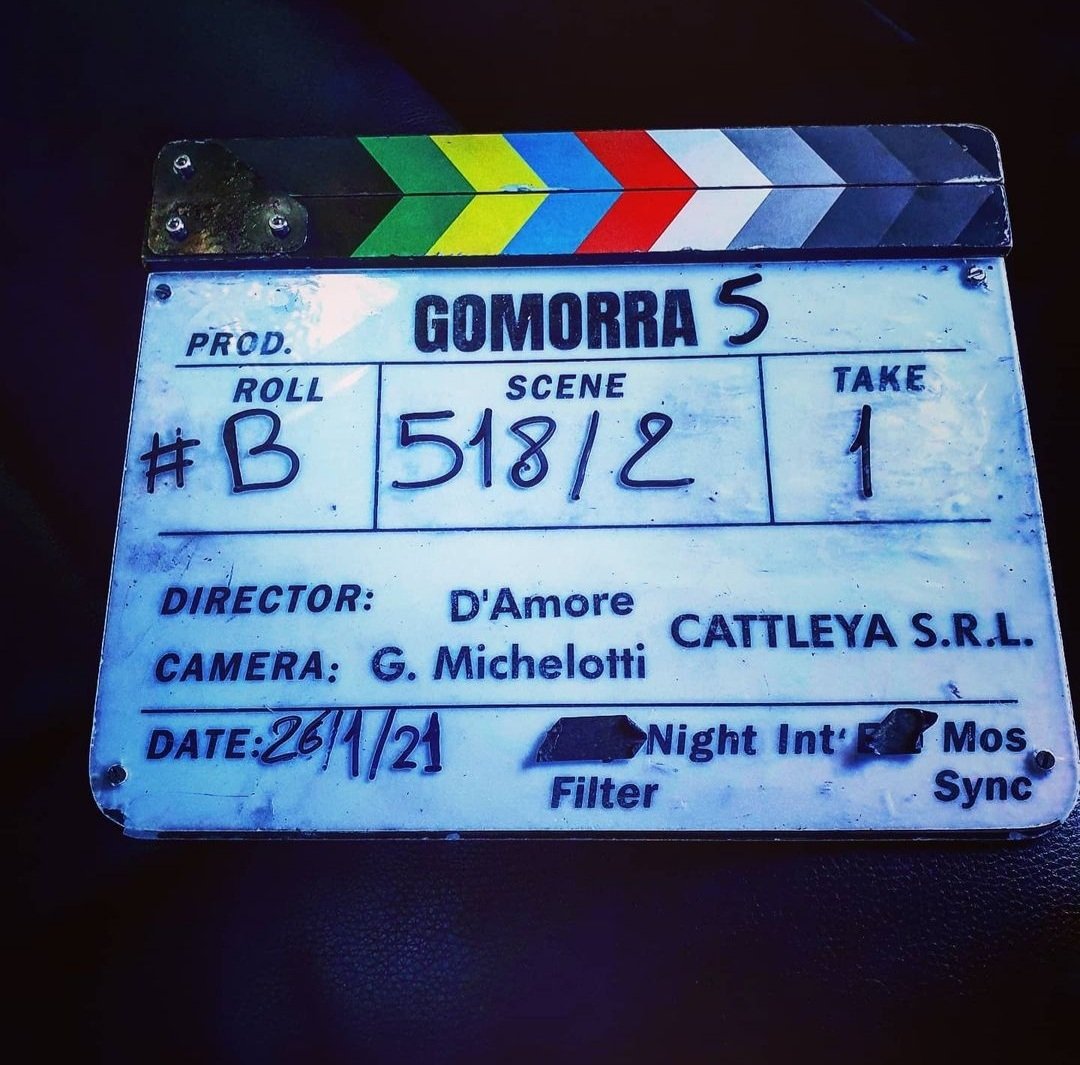 PROD. GOMORRA 5
ROLL SCENE TAKE
#B 518/2 1
DIRECTOR: D'Amore
CATTLEYA S.R.L.
CAMERA: G. Michelotti
DATE: 26/1/21 Night Int' Mos
Filter Sync